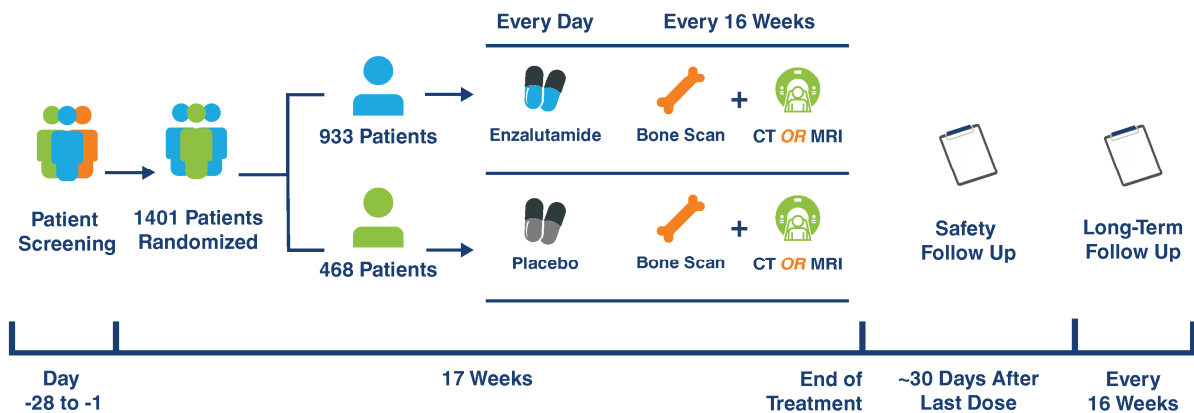 Every Day
Every 16 Weeks
933 Patients
Enzalutamide
Bone Scan
+
CT OR MRI
Patient
Screening
1401 Patients
Randomized
468 Patients
Placebo
Bone Scan
+
CT OR MRI
Safety
Follow Up
Long-Term
Follow Up
Day
-28 to -1
17 Weeks
End of
Treatment
~30 Days After
Last Dose
Every
16 Weeks